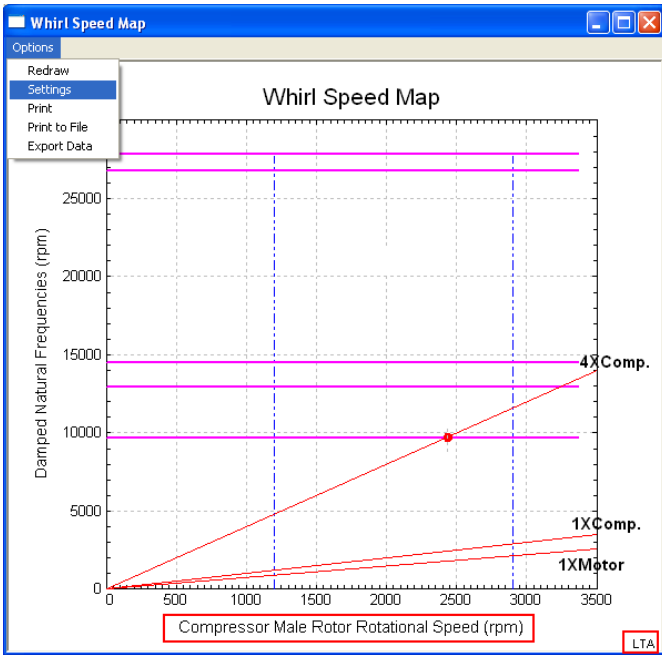 Whirl Speed Map
Options
Redraw
Settings
Print
Print to File
Export Data
Whirl Speed Map
25000
20000
15000
10000
5000
0
Damped Natural Frequencies (rpm)
4XComp.
1XComp.
1XMotor
0 500 1000 1500 2000 2500 3000 3500
Compressor Male Rotor Rotational Speed (rpm)
LTA